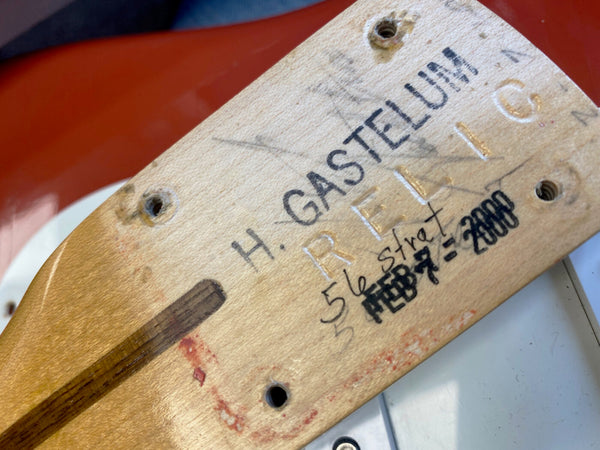 H. GASTELUM
RELIC
56 strat
FEB 7 - 2000